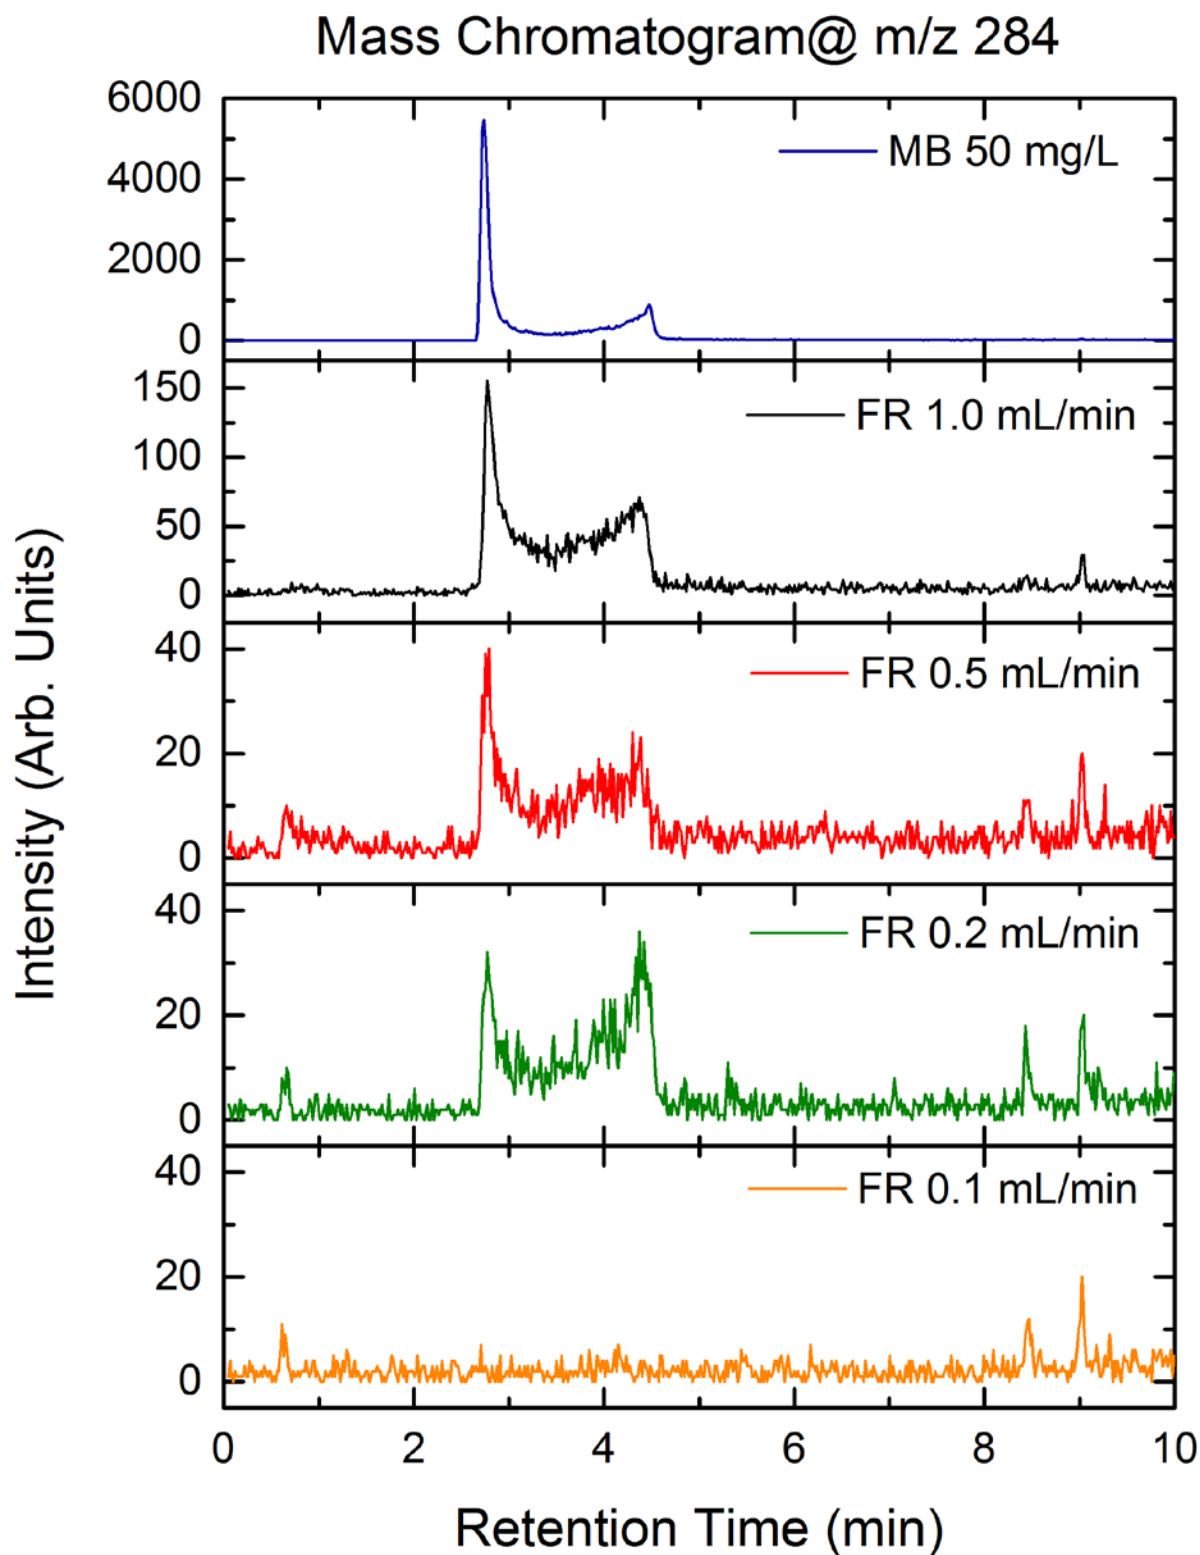 Mass Chromatogram@ m/z 284
Intensity (Arb. Units)
6000
4000
2000
0
MB 50 mg/L
150
100
50
0
FR 1.0 mL/min
40
20
0
FR 0.5 mL/min
40
20
0
FR 0.2 mL/min
40
20
0
FR 0.1 mL/min
0 2 4 6 8 10
Retention Time (min)